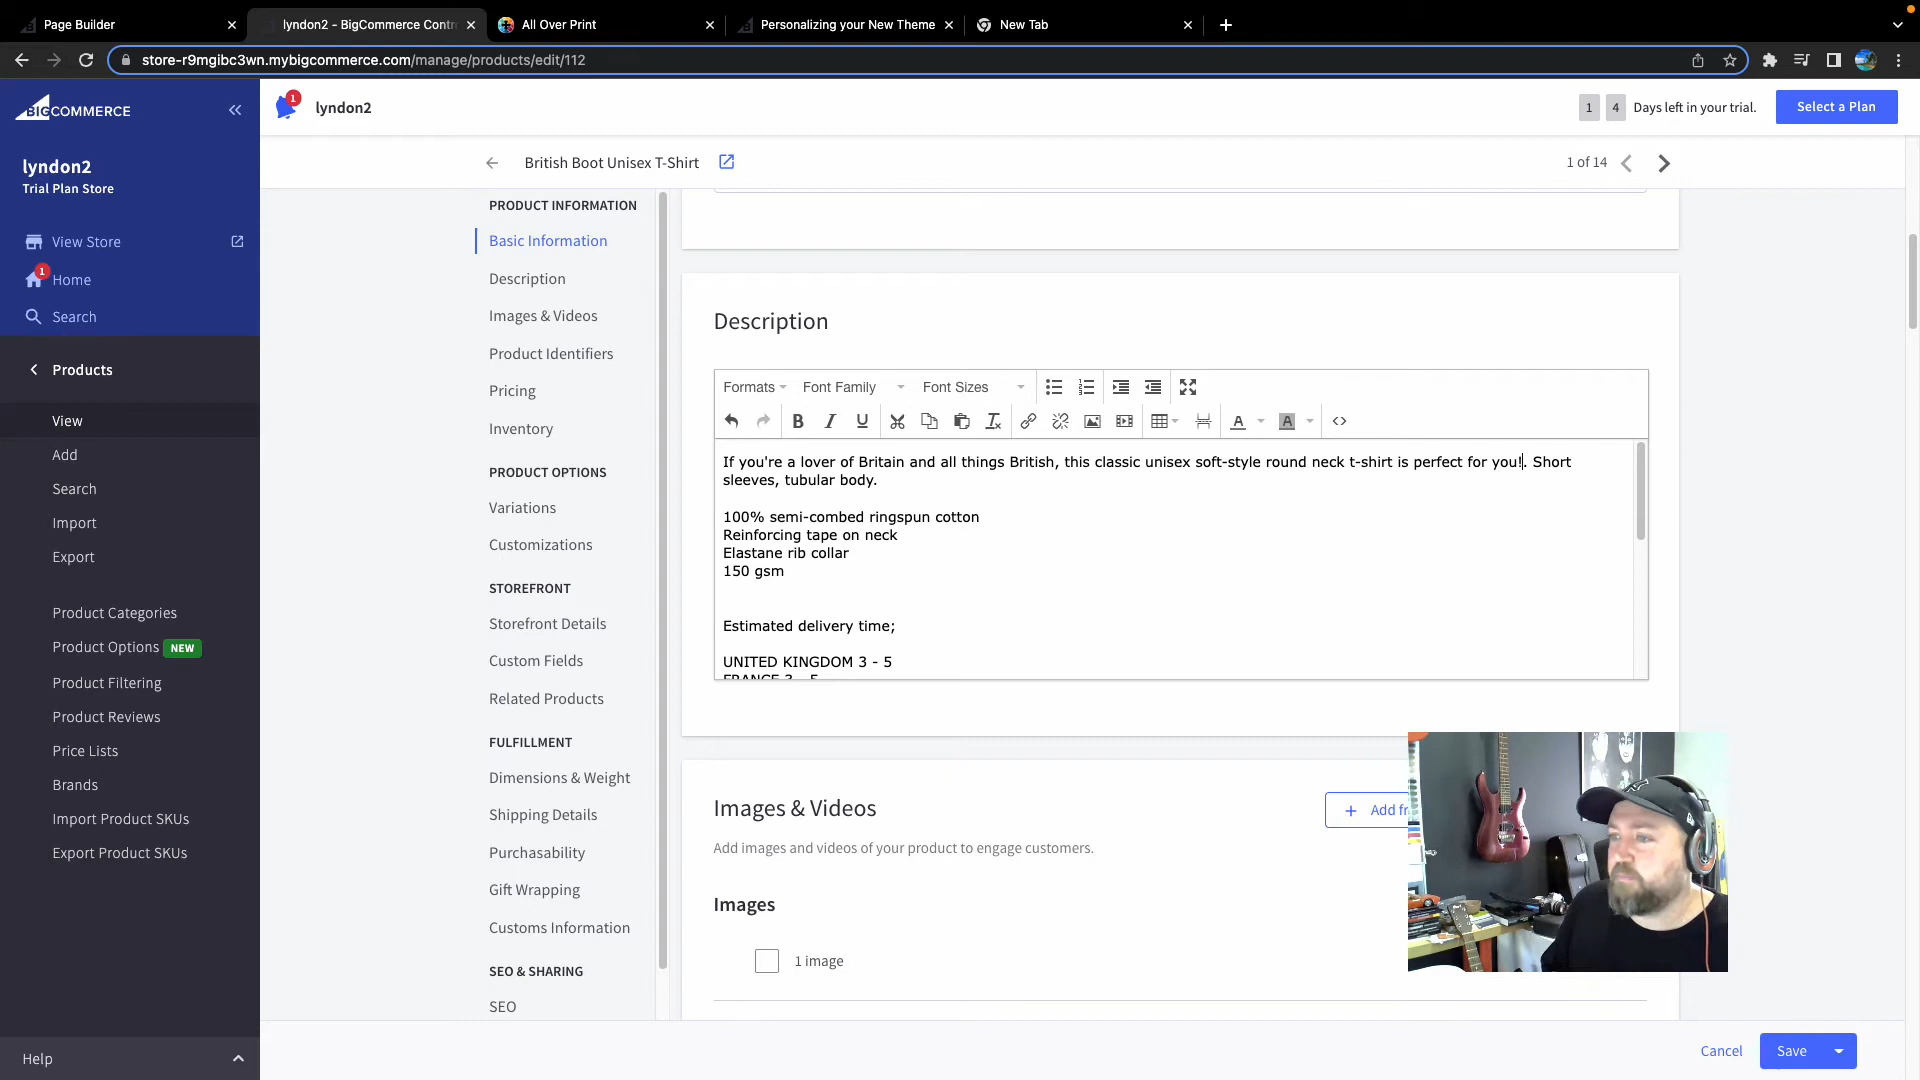 Page Builder
lyndon2 - BigCommerce Contr
All Over Print
Personalizing your New Theme
New Tab
store-r9mgibc3wn.mybigcommerce.com/manage/products/edit/112
BIGCOMMERCE
1
lyndon2
1 4 Days left in your trial.
Select a Plan
lyndon2
Trial Plan Store
View Store
1
Home
Search
Products
View
Add
Search
Import
Export
Product Categories
Product Options NEW
Product Filtering
Product Reviews
Price Lists
Brands
Import Product SKUs
Export Product SKUs
Help
British Boot Unisex T-Shirt
1 of 14
PRODUCT INFORMATION
Basic Information
Description
Images & Videos
Product Identifiers
Pricing
Inventory
PRODUCT OPTIONS
Variations
Customizations
STOREFRONT
Storefront Details
Custom Fields
Related Products
FULFILLMENT
Dimensions & Weight
Shipping Details
Purchasability
Gift Wrapping
Customs Information
SEO & SHARING
SEO
Description
Formats Font Family Font Sizes
If you're a lover of Britain and all things British, this classic unisex soft-style round neck t-shirt is perfect for you!. Short
sleeves, tubular body.
100% semi-combed ringspun cotton
Reinforcing tape on neck
Elastane rib collar
150 gsm
Estimated delivery time;
UNITED KINGDOM 3 - 5
FRANCE 3 - 5
Images & Videos
Add fr
Add images and videos of your product to engage customers.
Images
1 image
Cancel
Save